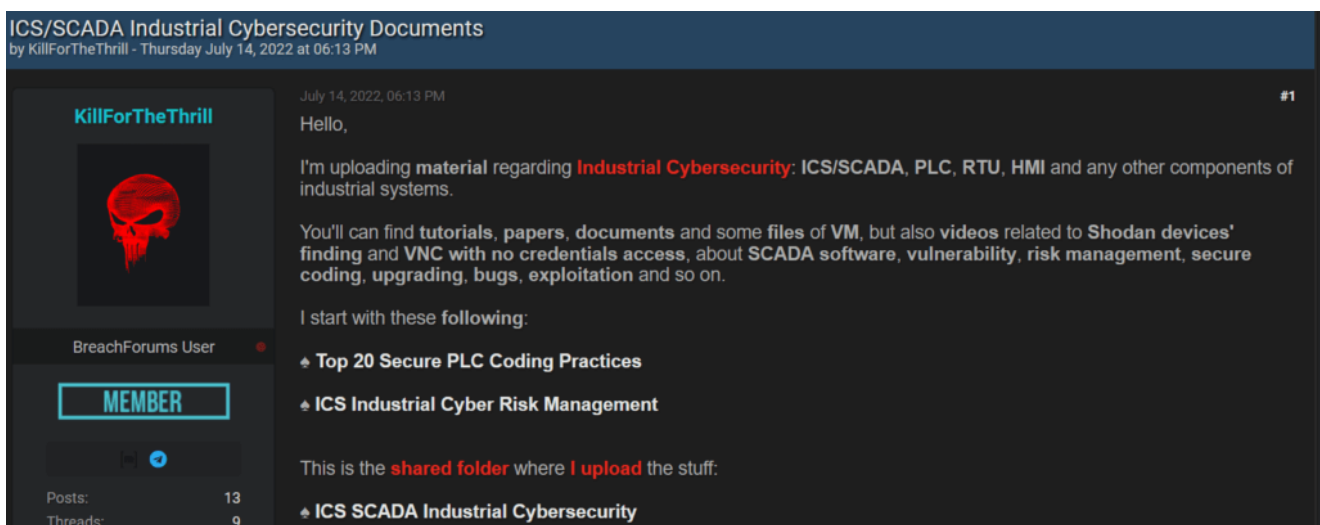 ICS/SCADA Industrial Cybersecurity Documents
by KillForTheThrill - Thursday July 14, 2022 at 06:13 PM
KillForTheThrill
BreachForums User
MEMBER
Posts: 13
Threads: 9
July 14, 2022, 06:13 PM #1
Hello,
I'm uploading material regarding Industrial Cybersecurity: ICS/SCADA, PLC, RTU, HMI and any other components of
industrial systems.
You'll can find tutorials, papers, documents and some files of VM, but also videos related to Shodan devices'
finding and VNC with no credentials access, about SCADA software, vulnerability, risk management, secure
coding, upgrading, bugs, exploitation and so on.
I start with these following:
♠ Top 20 Secure PLC Coding Practices
♠ ICS Industrial Cyber Risk Management
This is the shared folder where I upload the stuff:
♠ ICS SCADA Industrial Cybersecurity